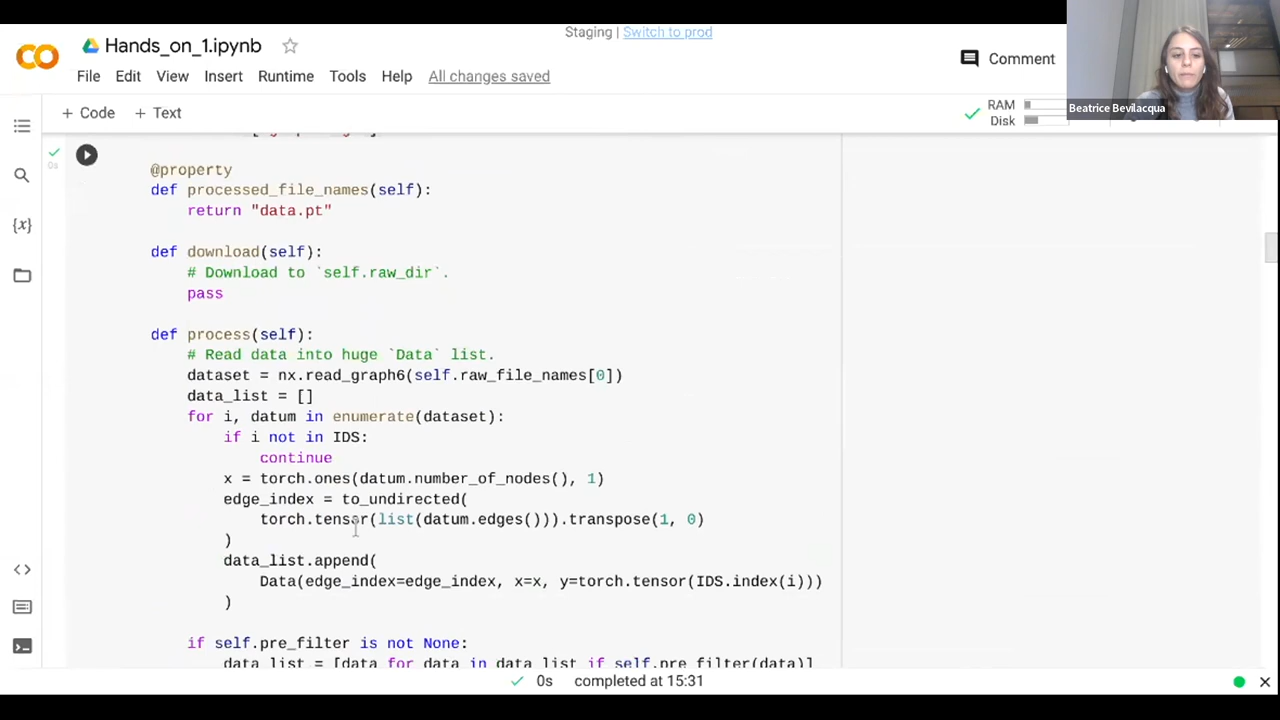 Staging | Switch to prod
Hands_on_1.ipynb
File Edit View Insert Runtime Tools Help All changes saved
Comment
Beatrice Bevilacqua
+ Code + Text
RAM
Disk
0s
@property
def processed_file_names(self):
return "data.pt"
def download(self):
# Download to `self.raw_dir`.
pass
def process(self):
# Read data into huge `Data` list.
dataset = nx.read_graph6(self.raw_file_names[0])
data_list = []
for i, datum in enumerate(dataset):
if i not in IDS:
continue
x = torch.ones(datum.number_of_nodes(), 1)
edge_index = to_undirected(
torch.tensor(list(datum.edges())).transpose(1, 0)
)
data_list.append(
Data(edge_index=edge_index, x=x, y=torch.tensor(IDS.index(i)))
)
if self.pre_filter is not None:
data_list = [data for data in data_list if self.pre_filter(data)]
0s completed at 15:31